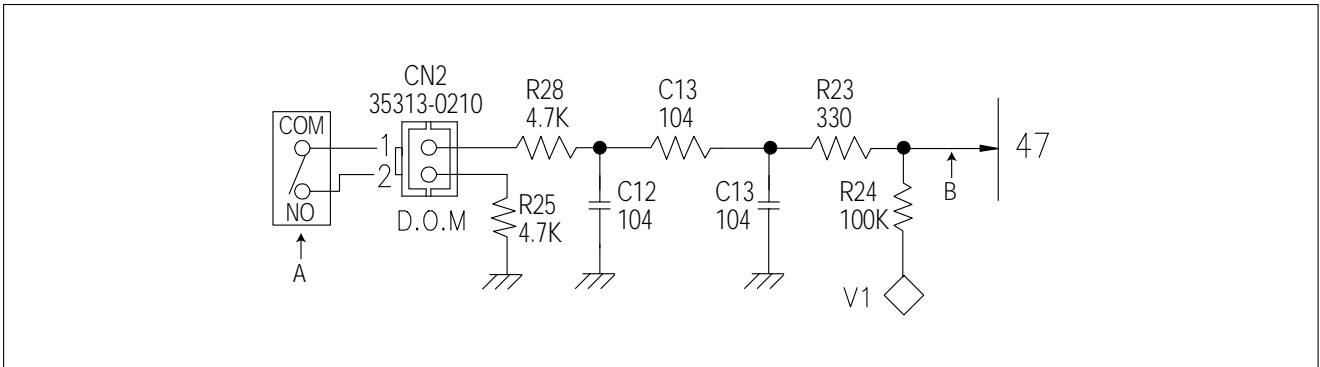 CN2
35313-0210
COM
NO
A
1
2
D.O.M
R28
4.7K
R25
4.7K
C12
104
C13
104
C13
104
R23
330
R24
100K
V1
B
47